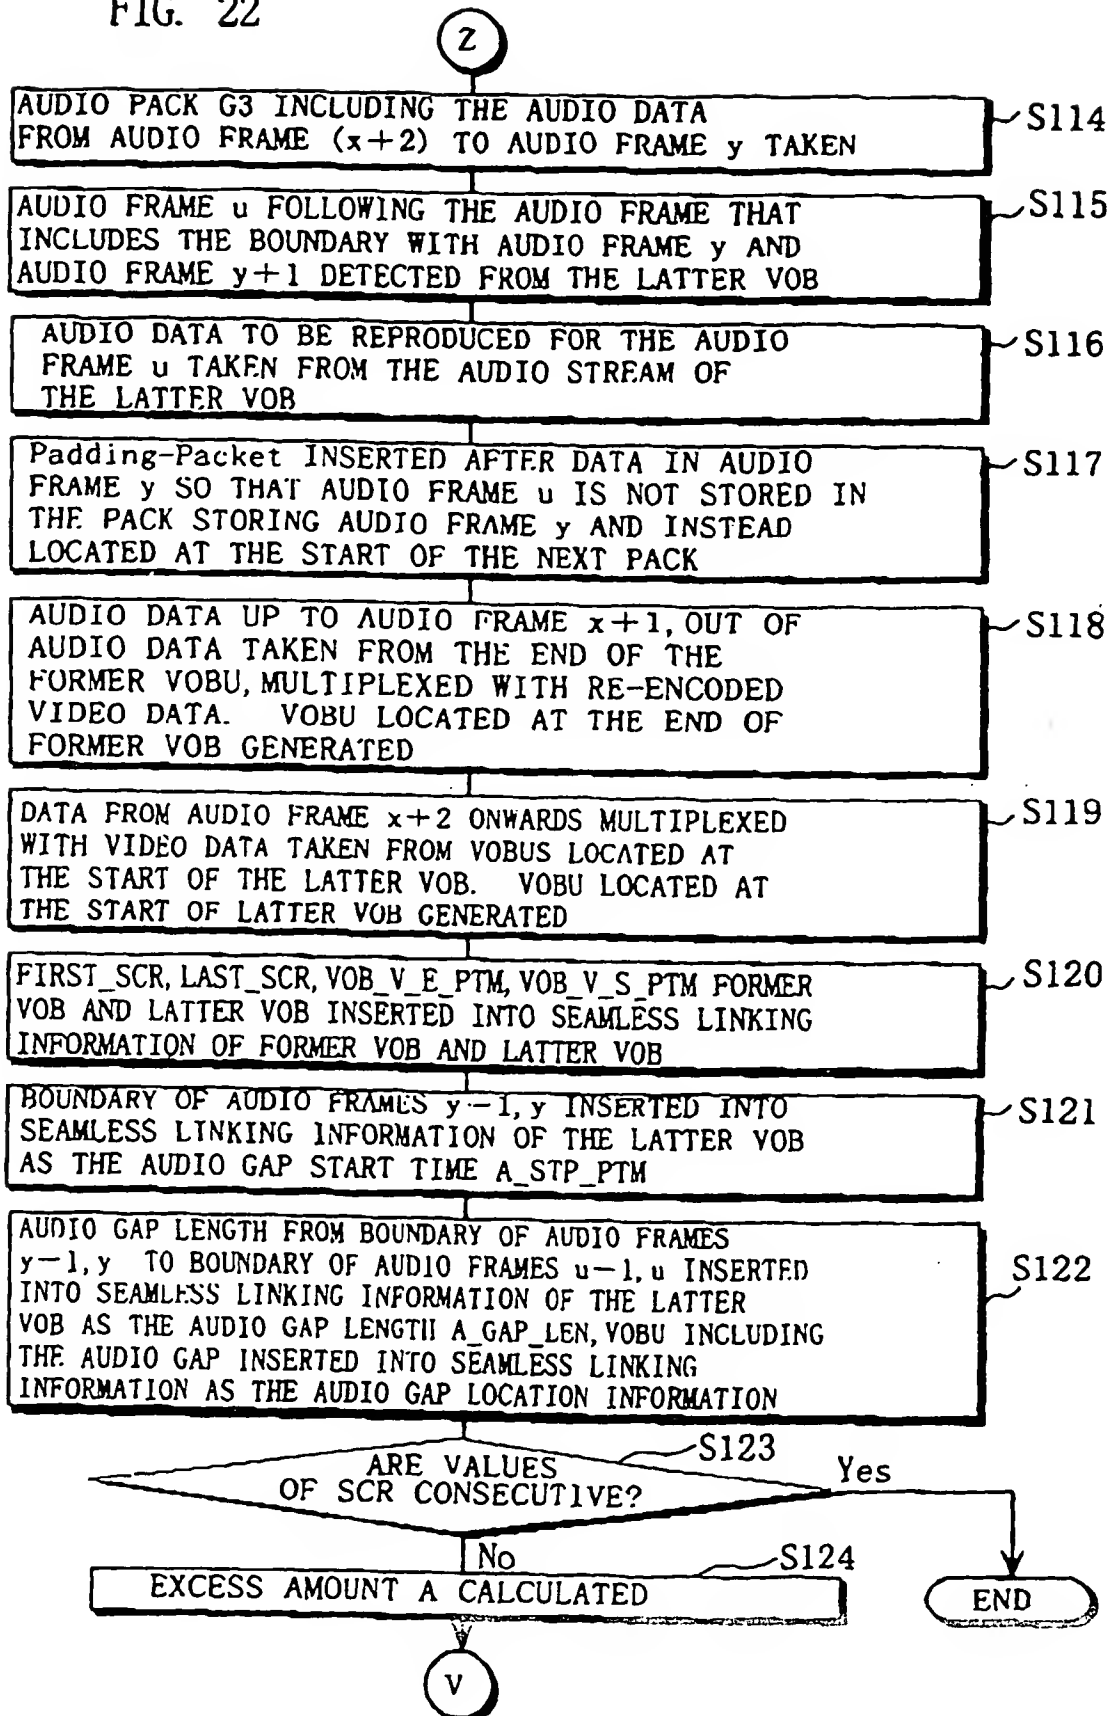 FIG. 22
Z
AUDIO PACK G3 INCLUDING THE AUDIO DATA
FROM AUDIO FRAME (x+2) TO AUDIO FRAME y TAKEN
S114
AUDIO FRAME u FOLLOWING THE AUDIO FRAME THAT
INCLUDES THE BOUNDARY WITH AUDIO FRAME y AND
AUDIO FRAME y+1 DETECTED FROM THE LATTER VOB
S115
AUDIO DATA TO BE REPRODUCED FOR THE AUDIO
FRAME u TAKEN FROM THE AUDIO STREAM OF
THE LATTER VOB
S116
Padding-Packet INSERTED AFTER DATA IN AUDIO
FRAME y SO THAT AUDIO FRAME u IS NOT STORED IN
THE PACK STORING AUDIO FRAME y AND INSTEAD
LOCATED AT THE START OF THE NEXT PACK
S117
AUDIO DATA UP TO AUDIO FRAME x+1, OUT OF
AUDIO DATA TAKEN FROM THE END OF THE
FORMER VOBU, MULTIPLEXED WITH RE-ENCODED
VIDEO DATA. VOBU LOCATED AT THE END OF
FORMER VOB GENERATED
S118
DATA FROM AUDIO FRAME x+2 ONWARDS MULTIPLEXED
WITH VIDEO DATA TAKEN FROM VOBUS LOCATED AT
THE START OF THE LATTER VOB. VOBU LOCATED AT
THE START OF LATTER VOB GENERATED
S119
FIRST_SCR, LAST_SCR, VOB_V_E_PTM, VOB_V_S_PTM FORMER
VOB AND LATTER VOB INSERTED INTO SEAMLESS LINKING
INFORMATION OF FORMER VOB AND LATTER VOB
S120
BOUNDARY OF AUDIO FRAMES y-1, y INSERTED INTO
SEAMLESS LINKING INFORMATION OF THE LATTER VOB
AS THE AUDIO GAP START TIME A_STP_PTM
S121
AUDIO GAP LENGTH FROM BOUNDARY OF AUDIO FRAMES
y-1, y TO BOUNDARY OF AUDIO FRAMES u-1, u INSERTED
INTO SEAMLESS LINKING INFORMATION OF THE LATTER
VOB AS THE AUDIO GAP LENGTH A_GAP_LEN, VOBU INCLUDING
THE AUDIO GAP INSERTED INTO SEAMLESS LINKING
INFORMATION AS THE AUDIO GAP LOCATION INFORMATION
S122
ARE VALUES
OF SCR CONSECUTIVE?
S123
Yes
No
EXCESS AMOUNT A CALCULATED
S124
END
V